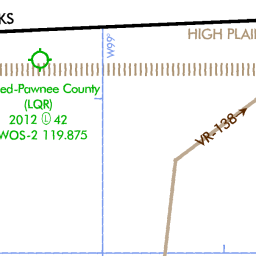 KS
HIGH PLAI
W99°
ed-Pawnee County
(LQR)
2012 Ⓛ 42
WOS-2 119.875
VR-138